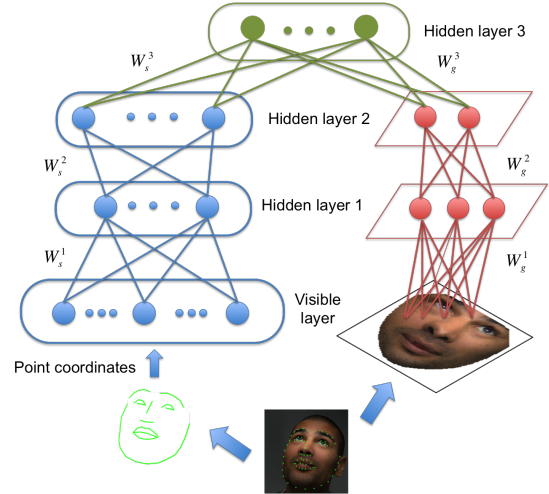 Hidden layer 3
W_s^3
W_g^3
Hidden layer 2
W_s^2
W_g^2
Hidden layer 1
W_s^1
W_g^1
Visible
layer
Point coordinates